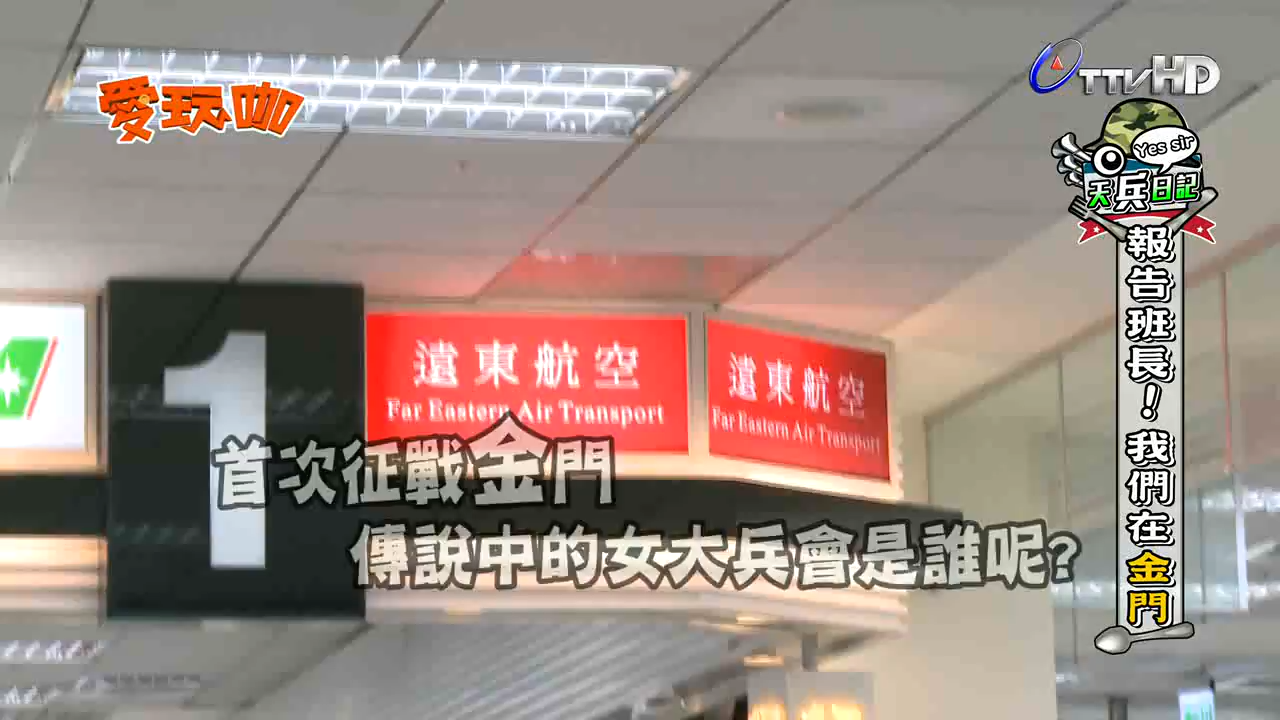 愛玩咖
TTV HD
Yes sir
天兵日記
報告班長！我們在金門
1
遠東航空
Far Eastern Air Transport
遠東航空
Far Eastern Air Transport
首次征戰金門
傳說中的女大兵會是誰呢?